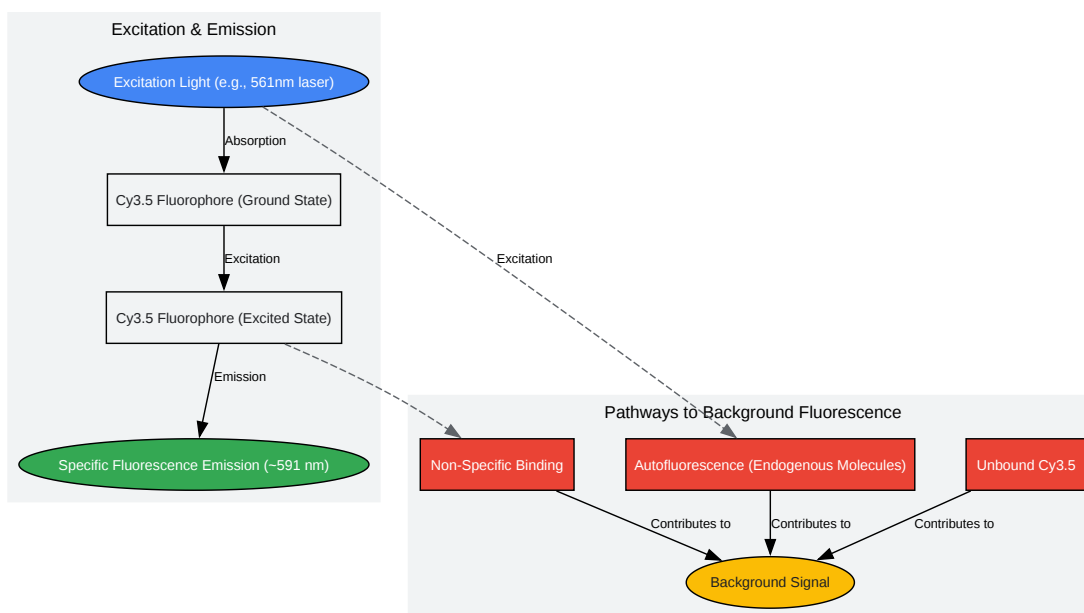 Excitation & Emission
Excitation Light (e.g., 561nm laser)
Absorption
Cy3.5 Fluorophore (Ground State)
Excitation
Excitation
Cy3.5 Fluorophore (Excited State)
Emission
Pathways to Background Fluorescence
Specific Fluorescence Emission (~591 nm)
Non-Specific Binding
Autofluorescence (Endogenous Molecules)
Unbound Cy3.5
Contributes to
Contributes to
Contributes to
Background Signal